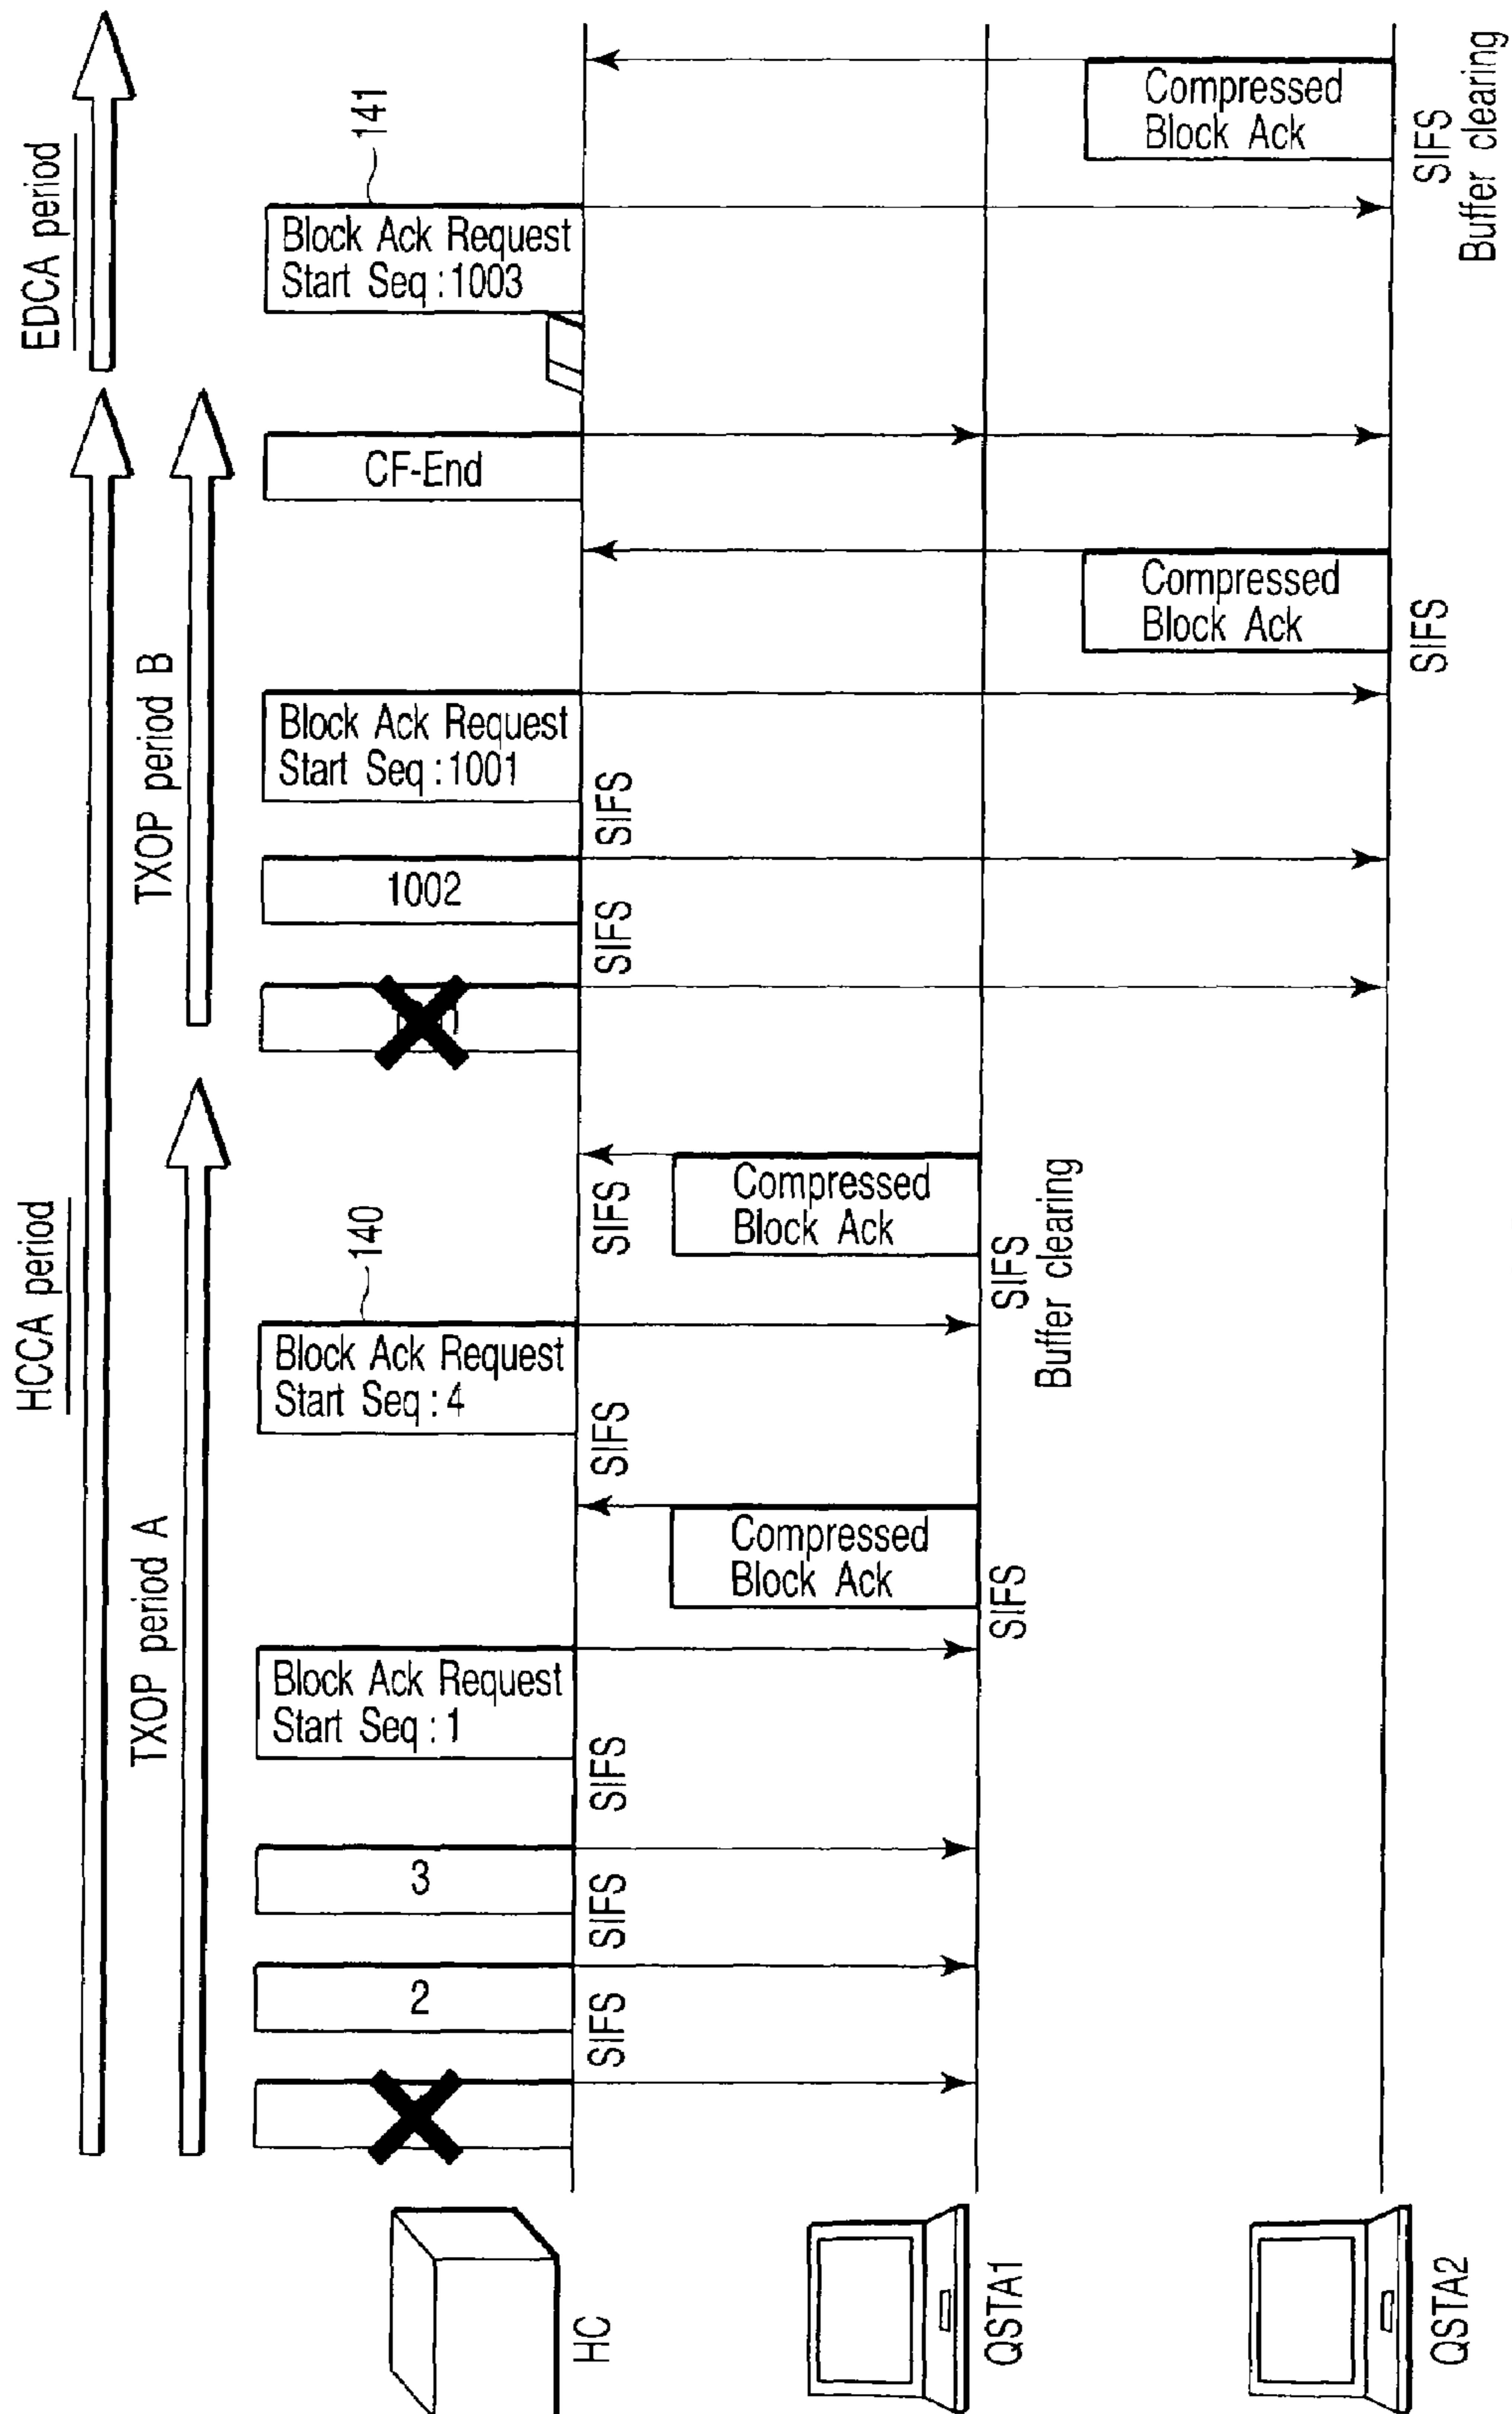 HCCA period
EDCA period
TXOP period A
TXOP period B
2
3
Block Ack Request
Start Seq : 1
Block Ack Request
Start Seq : 4
140
1002
Block Ack Request
Start Seq : 1001
CF-End
Block Ack Request
Start Seq : 1003
141
HC
SIFS
SIFS
SIFS
SIFS
SIFS
SIFS
SIFS
Compressed
Block Ack
Compressed
Block Ack
QSTA1
SIFS
SIFS
Buffer clearing
Compressed
Block Ack
Compressed
Block Ack
QSTA2
SIFS
SIFS
Buffer clearing